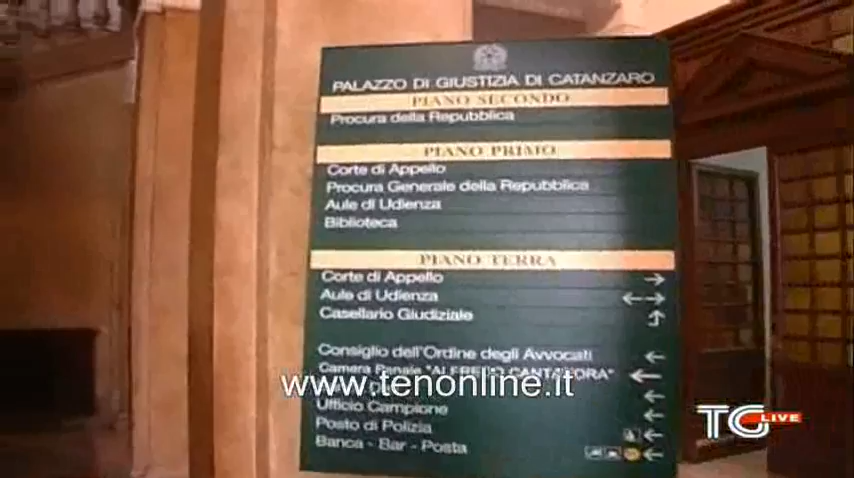 PALAZZO DI GIUSTIZIA DI CATANZARO
PIANO SECONDO
Procura della Repubblica
PIANO PRIMO
Corte di Appello
Procura Generale della Repubblica
Aule di Udienza
Biblioteca
PIANO TERRA
Corte di Appello
Aule di Udienza
Casellario Giudiziale
Consiglio dell'Ordine degli Avvocati
Camera Penale "ALFREDO CANTAFORA"
www.tenonline.it
Ufficio Campione
Posto di Polizia
Banca - Bar - Posta
TG LIVE